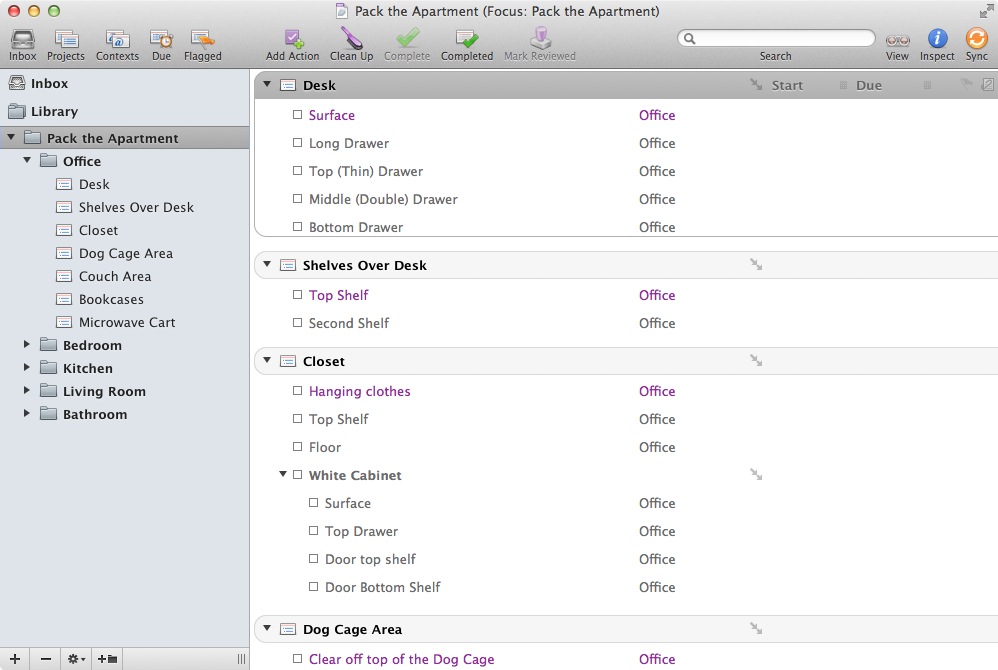 Pack the Apartment (Focus: Pack the Apartment)
Inbox Projects Contexts Due Flagged Add Action Clean Up Complete Completed Mark Reviewed Search View Inspect Sync
Inbox
Library
Pack the Apartment
Office
Desk
Shelves Over Desk
Closet
Dog Cage Area
Couch Area
Bookcases
Microwave Cart
Bedroom
Kitchen
Living Room
Bathroom
Desk Start Due
Surface Office
Long Drawer Office
Top (Thin) Drawer Office
Middle (Double) Drawer Office
Bottom Drawer Office
Shelves Over Desk
Top Shelf Office
Second Shelf Office
Closet
Hanging clothes Office
Top Shelf Office
Floor Office
White Cabinet
Surface Office
Top Drawer Office
Door top shelf Office
Door Bottom Shelf Office
Dog Cage Area
Clear off top of the Dog Cage Office